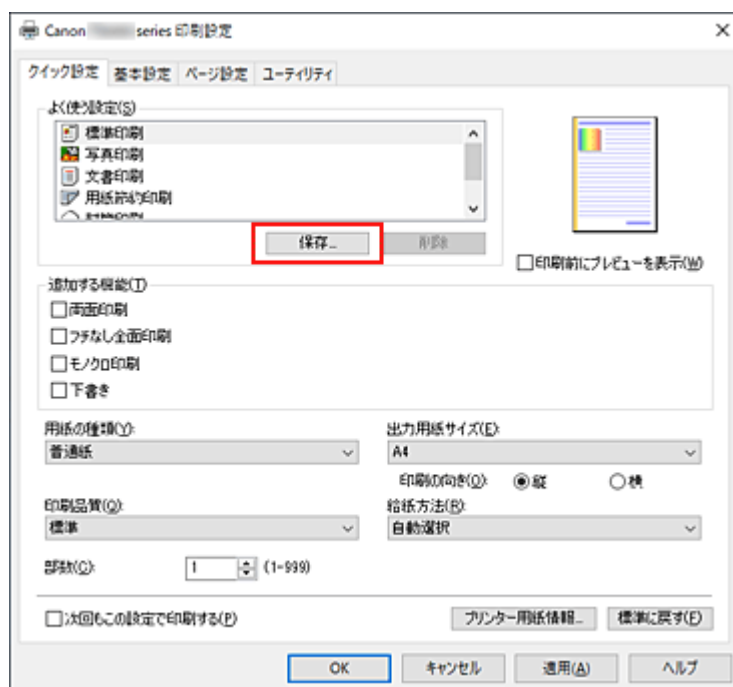 Canon series 印刷設定
クイック設定 基本設定 ページ設定 ユーティリティ
よく使う設定(S)
標準印刷
写真印刷
文書印刷
用紙節約印刷
保存...
削除
印刷前にプレビューを表示(W)
追加する機能(T)
両面印刷
フチなし全面印刷
モノクロ印刷
下書き
用紙の種類(Y):
普通紙
出力用紙サイズ(E):
A4
印刷の向き(O): 縦 横
印刷品質(Q):
標準
給紙方法(R):
自動選択
部数(C): 1 (1-999)
次回もこの設定で印刷する(P)
プリンター用紙情報... 標準に戻す(F)
OK キャンセル 適用(A) ヘルプ